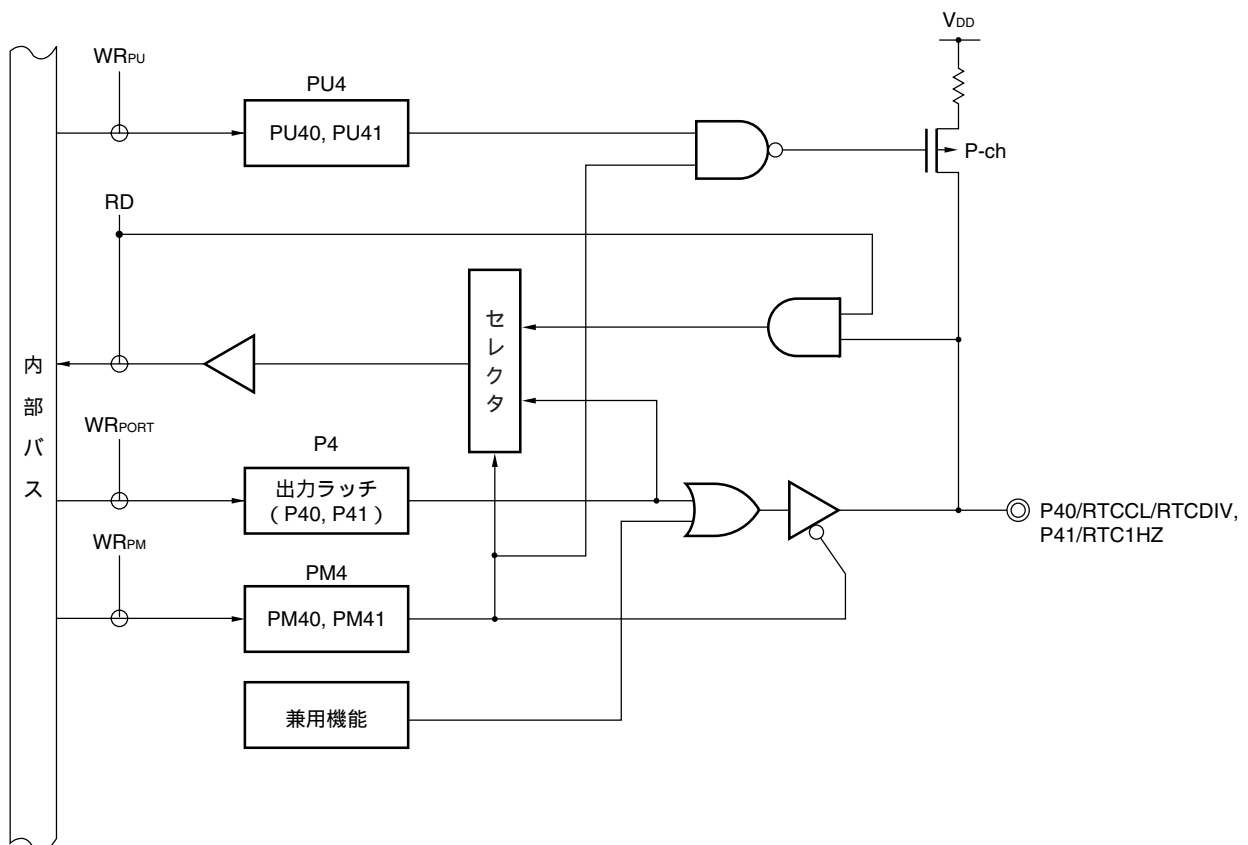 VDD
WRPU
PU4
PU40, PU41
P-ch
RD
セレクタ
内部バス
WRPORT
P4
出力ラッチ
（P40, P41）
P40/RTCCL/RTCDIV,
P41/RTC1HZ
WRPM
PM4
PM40, PM41
兼用機能